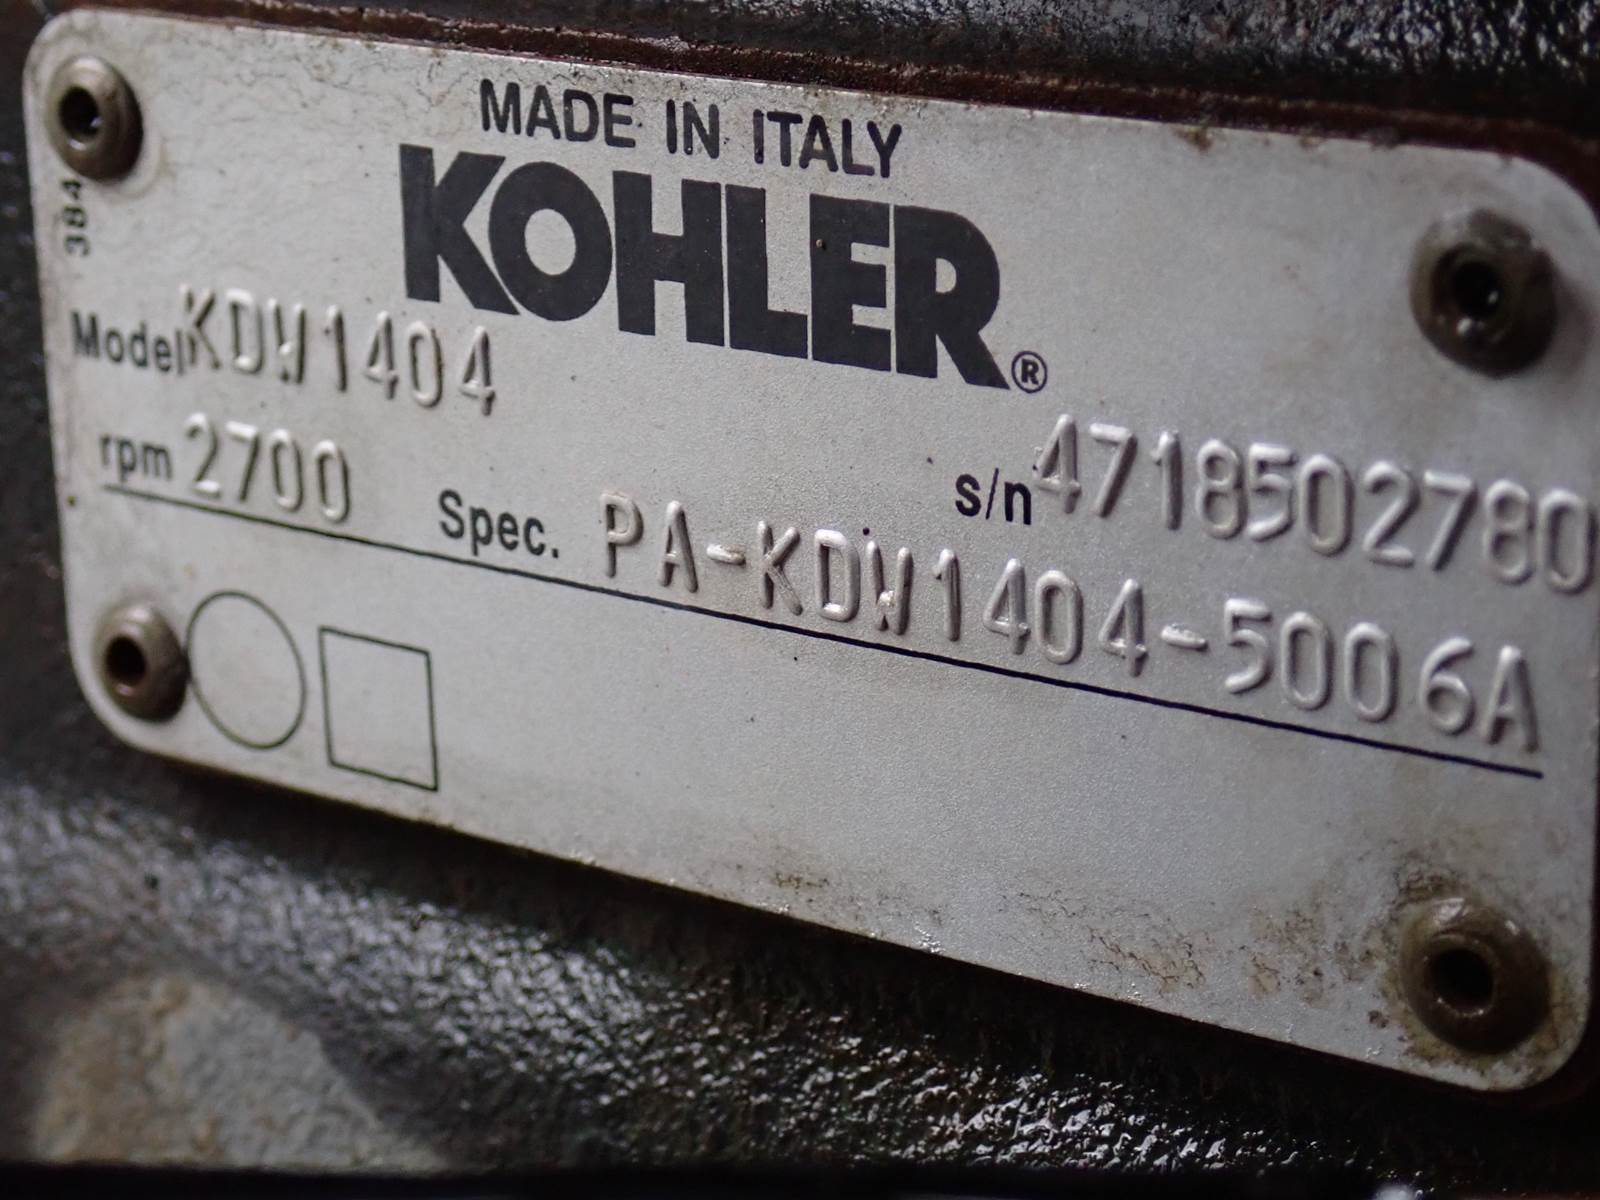 MADE IN ITALY
KOHLER®
384
Model KDW1404
rpm 2700
s/n 4718502780
Spec. PA-KDW1404-5006A